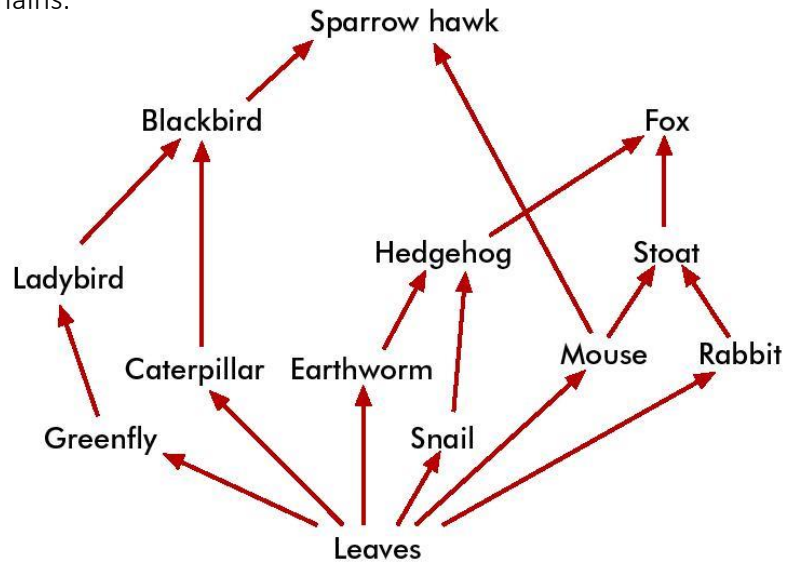 Sparrow hawk
Blackbird
Fox
Hedgehog
Stoat
Ladybird
Caterpillar
Earthworm
Mouse
Rabbit
Greenfly
Snail
Leaves